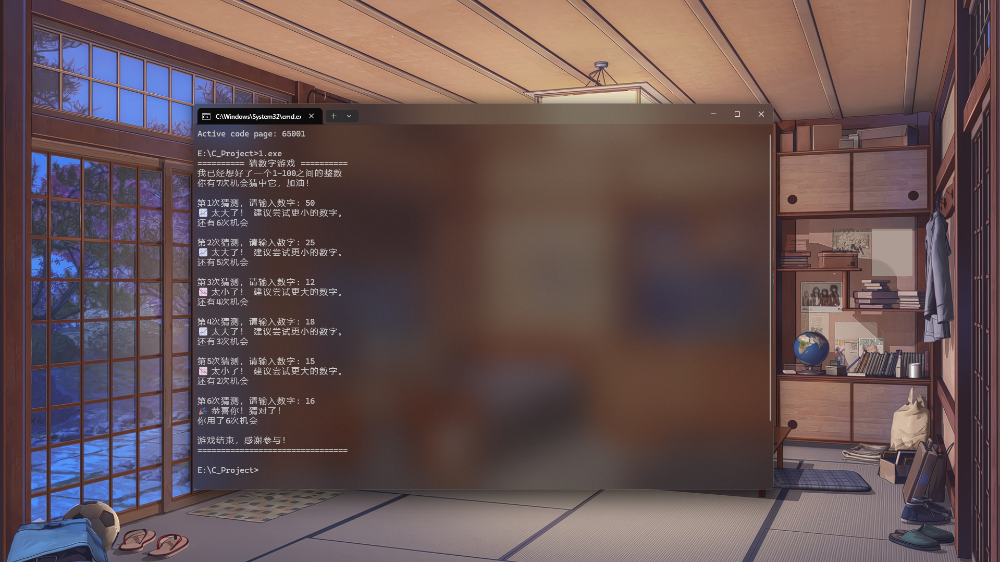 C:\Windows\System32\cmd.ex
Active code page: 65001
E:\C_Project>1.exe
========== 猜数字游戏 ==========
我已经想好了一个1-100之间的整数
你有7次机会猜中它，加油！
第1次猜测，请输入数字：50
📈 太大了！ 建议尝试更小的数字。
还有6次机会
第2次猜测，请输入数字：25
📈 太大了！ 建议尝试更小的数字。
还有5次机会
第3次猜测，请输入数字：12
📉 太小了！ 建议尝试更大的数字。
还有4次机会
第4次猜测，请输入数字：18
📈 太大了！ 建议尝试更小的数字。
还有3次机会
第5次猜测，请输入数字：15
📉 太小了！ 建议尝试更大的数字。
还有2次机会
第6次猜测，请输入数字：16
🎉 恭喜你！猜对了！
你用了6次机会
游戏结束，感谢参与！
================================
E:\C_Project>